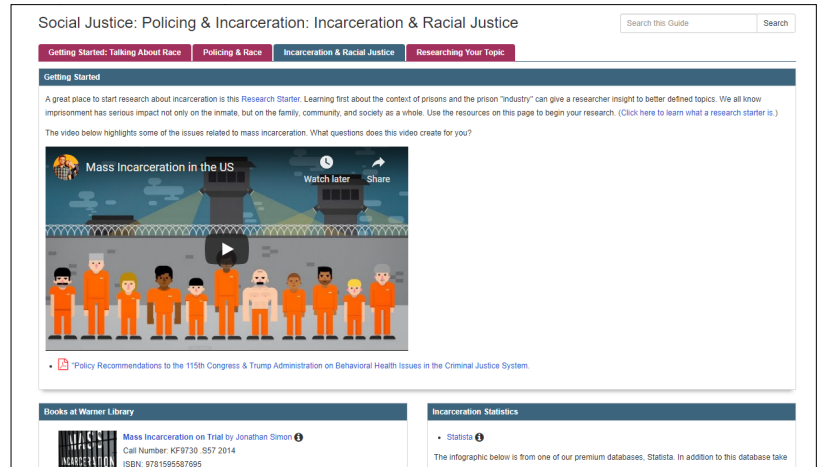 Social Justice: Policing & Incarceration: Incarceration & Racial Justice
Search this Guide
Search
Getting Started: Talking About Race
Policing & Race
Incarceration & Racial Justice
Researching Your Topic
Getting Started
A great place to start research about incarceration is this Research Starter. Learning first about the context of prisons and the prison "industry" can give a researcher insight to better defined topics. We all know
imprisonment has serious impact not only on the inmate, but on the family, community, and society as a whole. Use the resources on this page to begin your research. (Click here to learn what a research starter is.)
The video below highlights some of the issues related to mass incarceration. What questions does this video create for you?
Mass Incarceration in the US
Watch later
Share
"Policy Recommendations to the 115th Congress & Trump Administration on Behavioral Health Issues in the Criminal Justice System.
Books at Warner Library
MASS
INCARCERATION
Mass Incarceration on Trial by Jonathan Simon
Call Number: KF9730 .S57 2014
ISBN: 9781595587695
Incarceration Statistics
Statista
The infographic below is from one of our premium databases, Statista. In addition to this database take